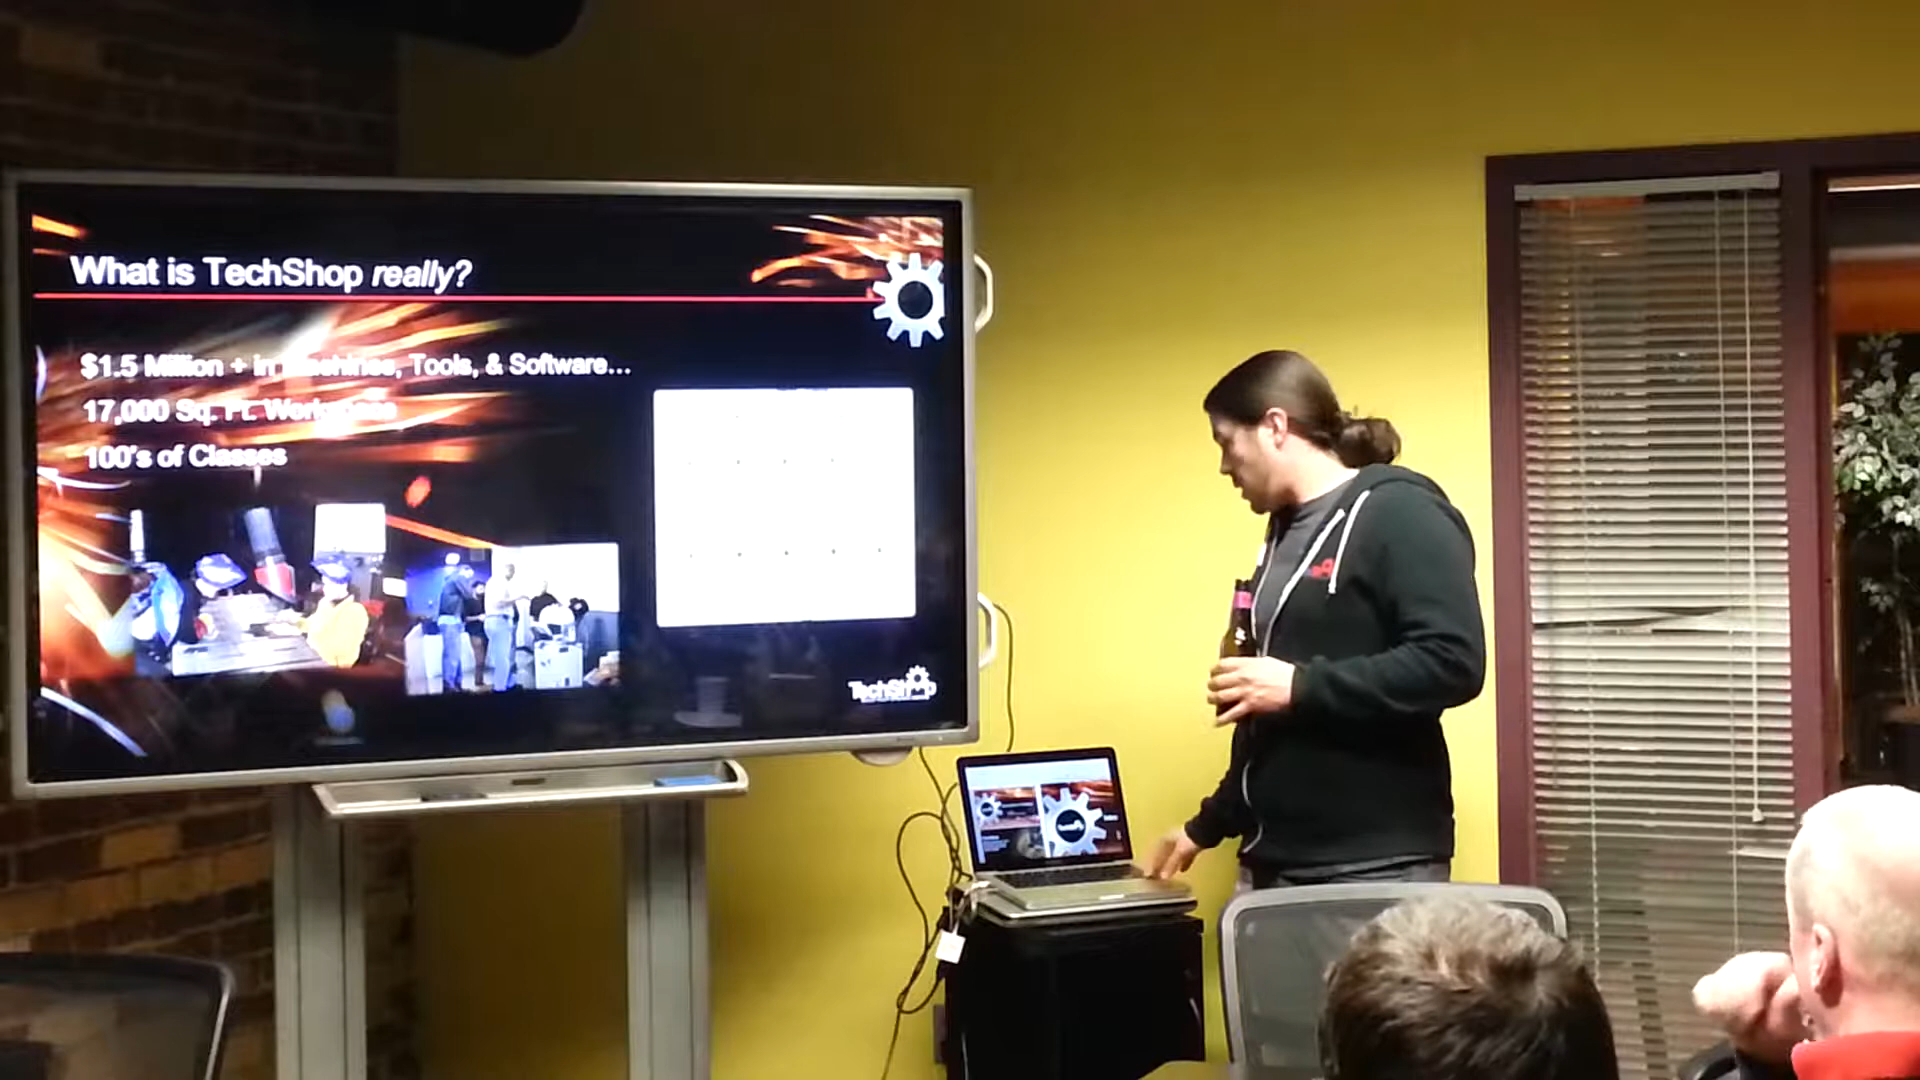 What is TechShop really?
$1.5 Million + in Machines, Tools, & Software...
17,000 Sq. Ft. Workspace
100's of Classes
TechShop